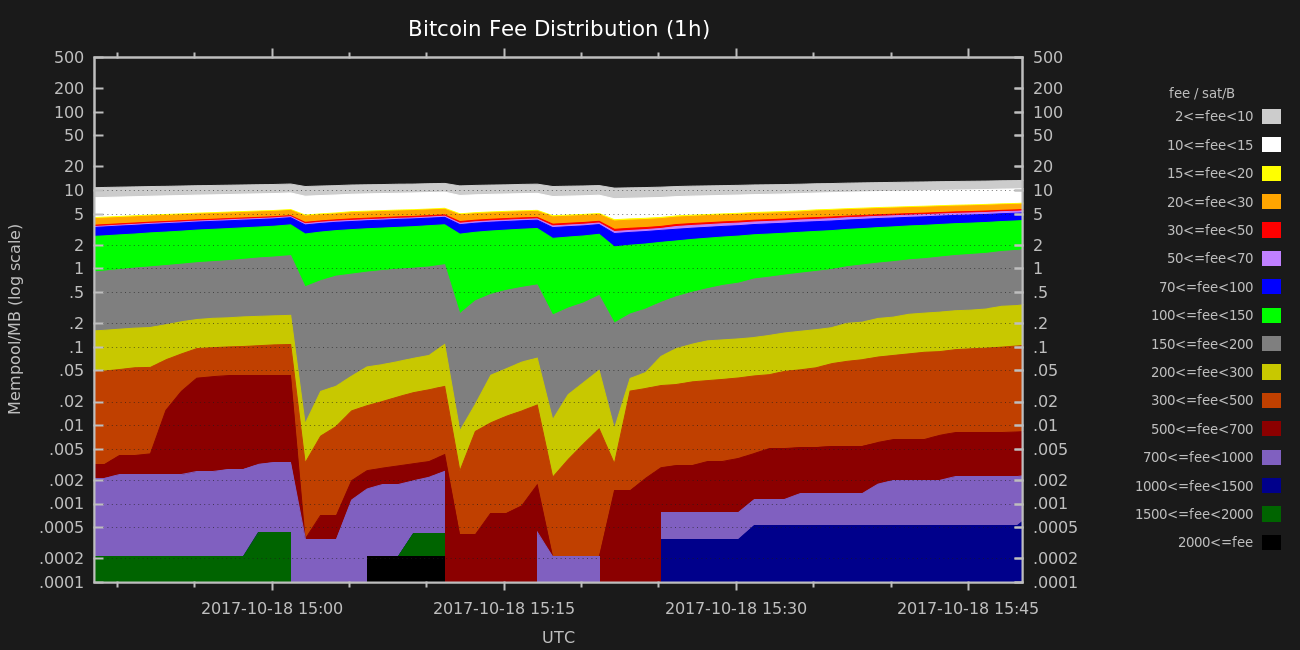 Bitcoin Fee Distribution (1h)
500 500
200 200
100 100
50 50
20 20
10 10
5 5
2 2
1 1
.5 .5
.2 .2
.1 .1
.05 .05
.02 .02
.01 .01
.005 .005
.002 .002
.001 .001
.0005 .0005
.0002 .0002
.0001 .0001
Mempool/MB (log scale)
2017-10-18 15:00 2017-10-18 15:15 2017-10-18 15:30 2017-10-18 15:45
UTC
fee / sat/B
2<=fee<10
10<=fee<15
15<=fee<20
20<=fee<30
30<=fee<50
50<=fee<70
70<=fee<100
100<=fee<150
150<=fee<200
200<=fee<300
300<=fee<500
500<=fee<700
700<=fee<1000
1000<=fee<1500
1500<=fee<2000
2000<=fee